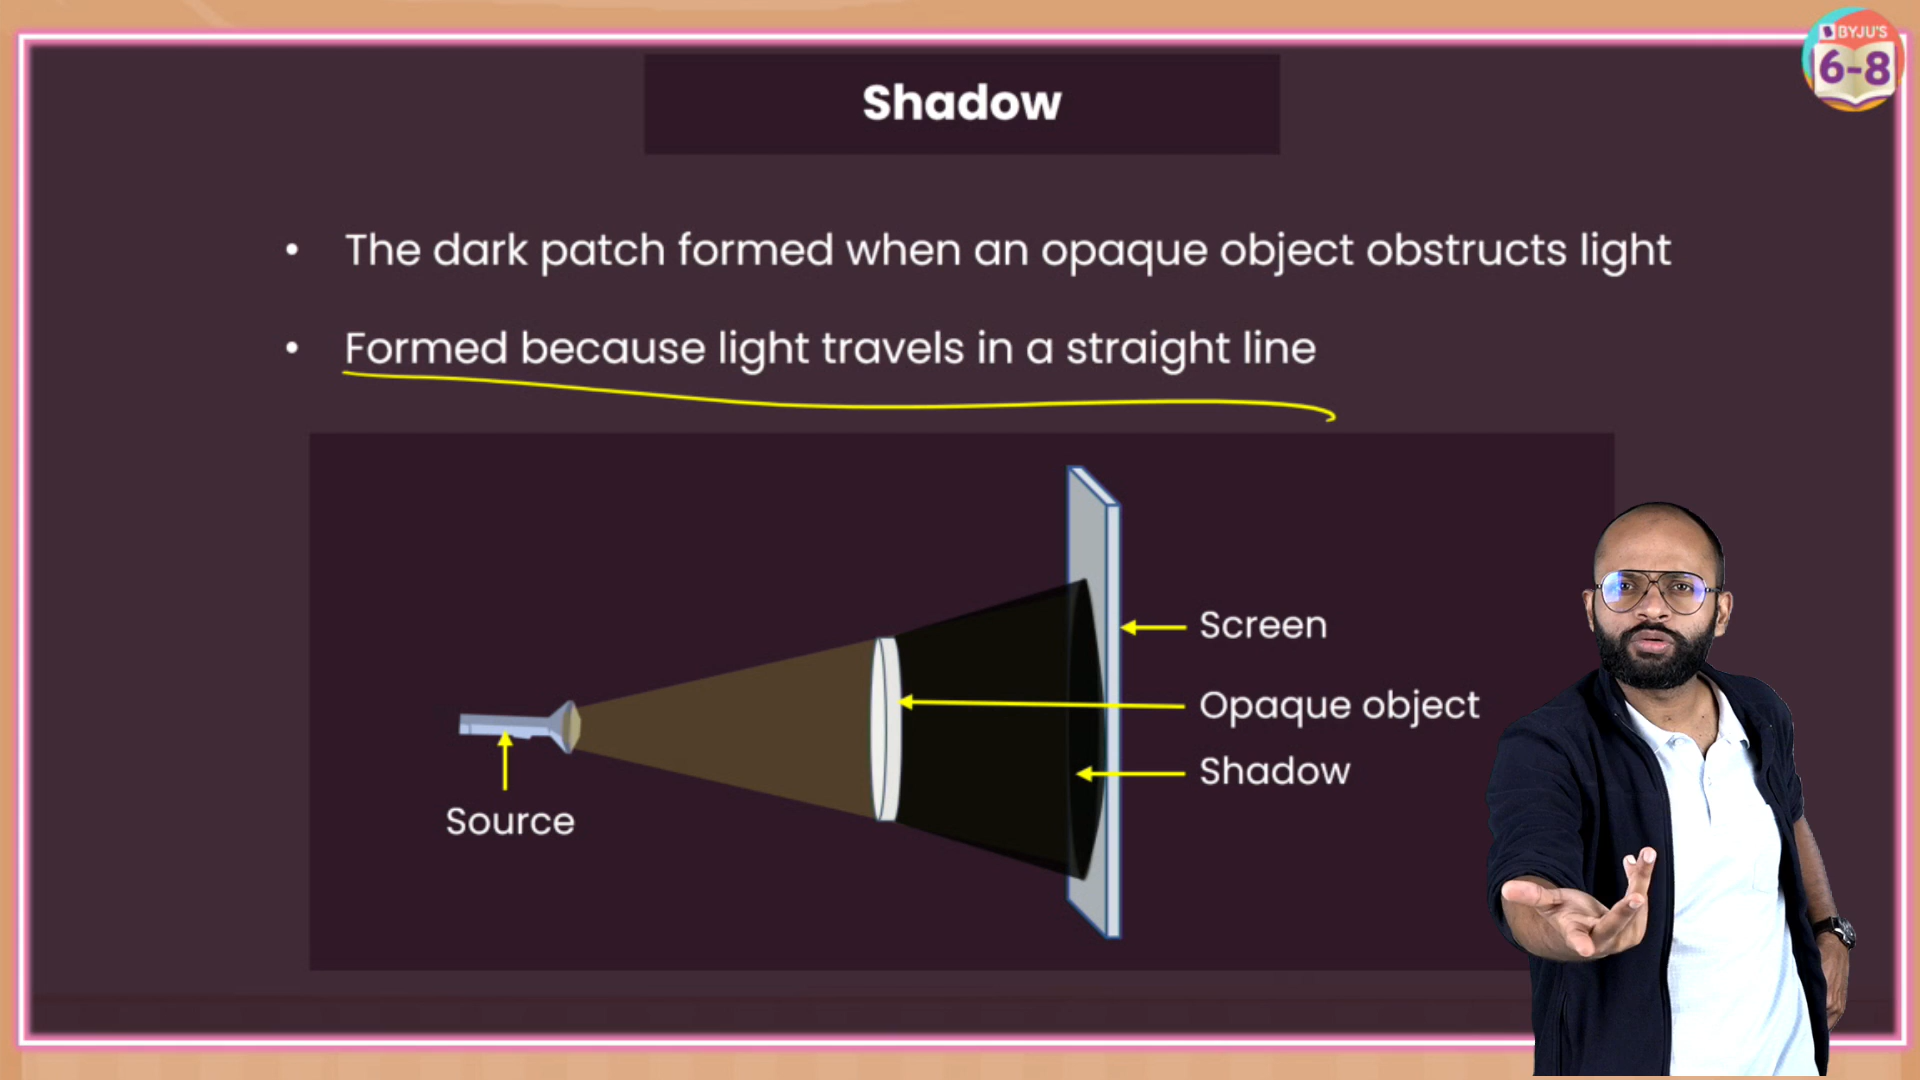 BYJU'S
6-8
Shadow
• The dark patch formed when an opaque object obstructs light
• Formed because light travels in a straight line
Screen
Opaque object
Shadow
Source